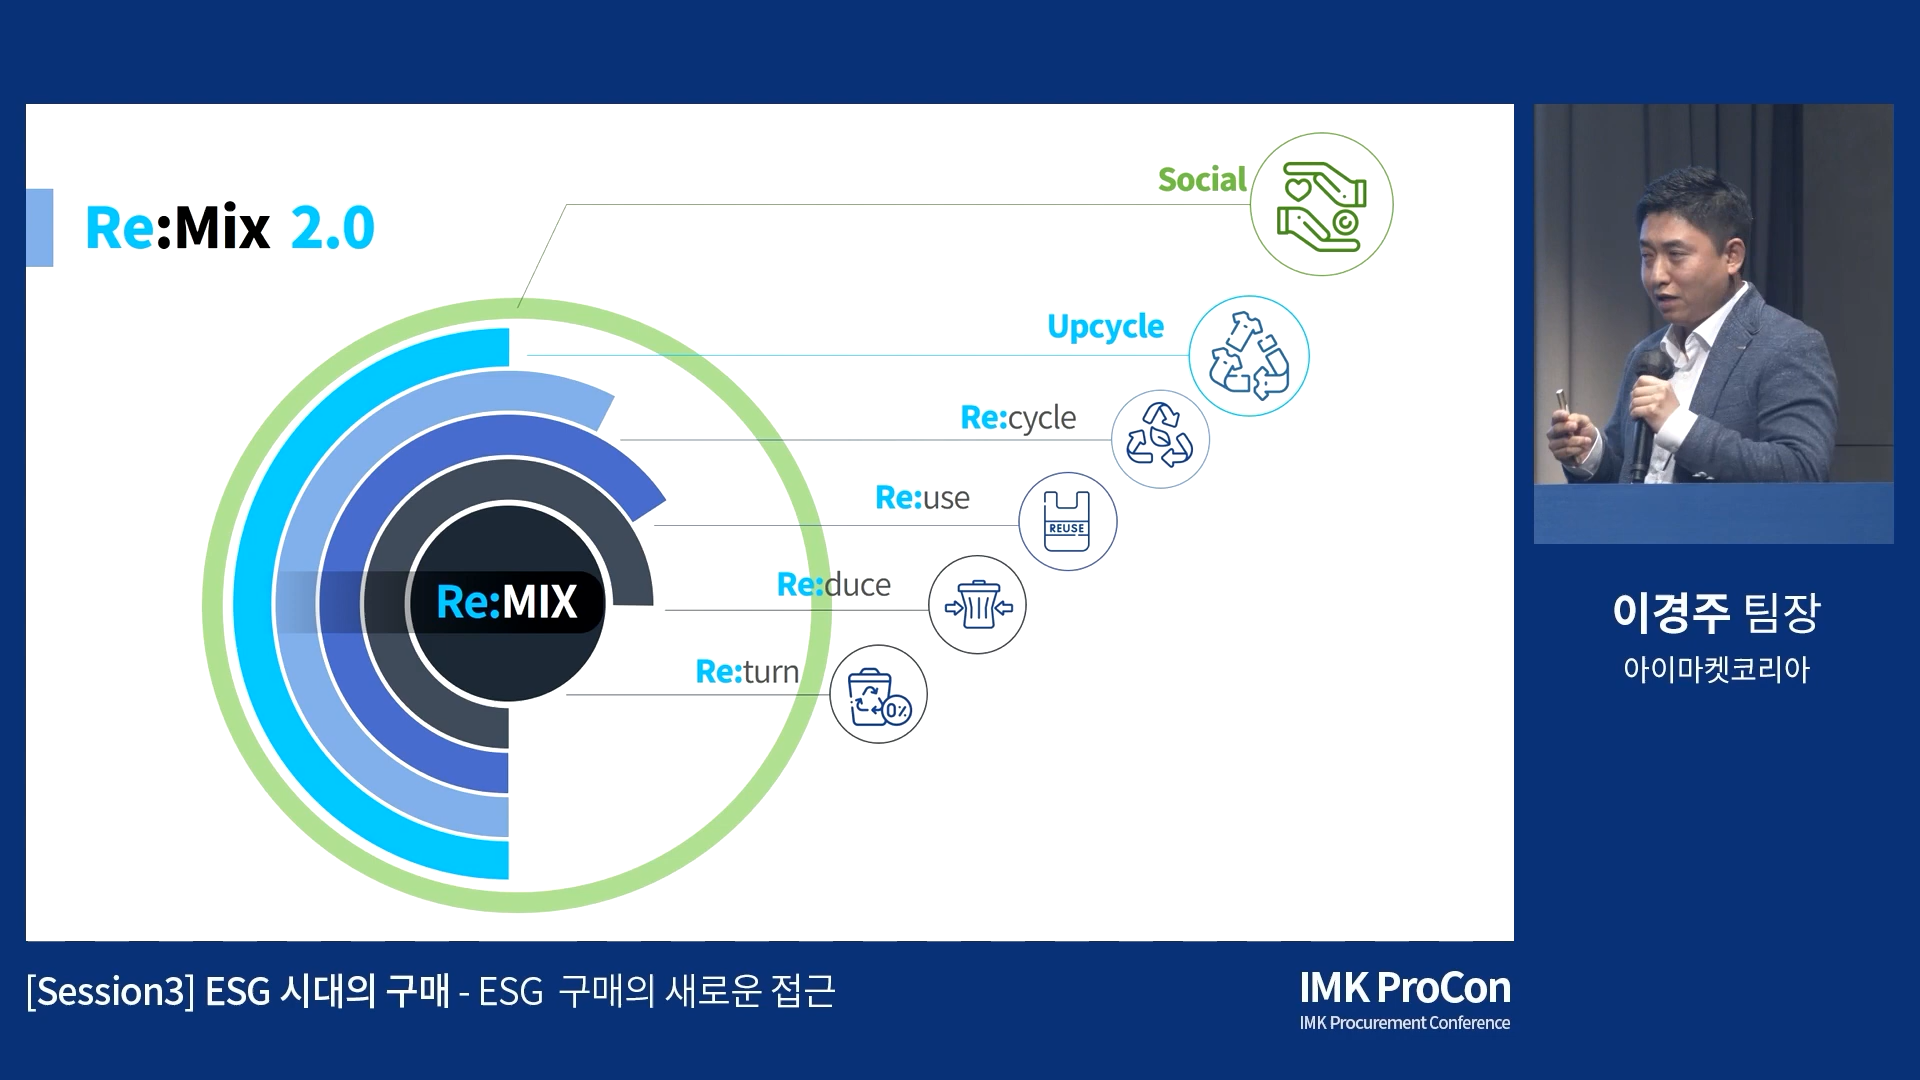 Re:Mix 2.0
Social
Upcycle
Re:cycle
Re:use
REUSE
Re:duce
Re:MIX
Re:turn
0%
이경주 팀장
아이마켓코리아
[Session3] ESG 시대의 구매 - ESG 구매의 새로운 접근
IMK ProCon
IMK Procurement Conference